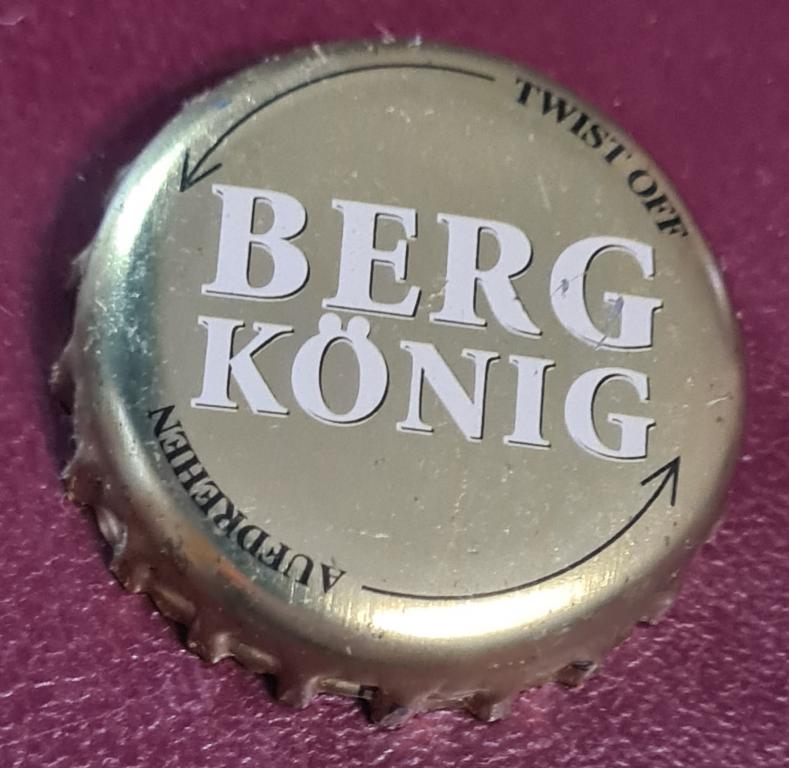 TWIST OFF
BERG
KÖNIG
AUFDREHEN